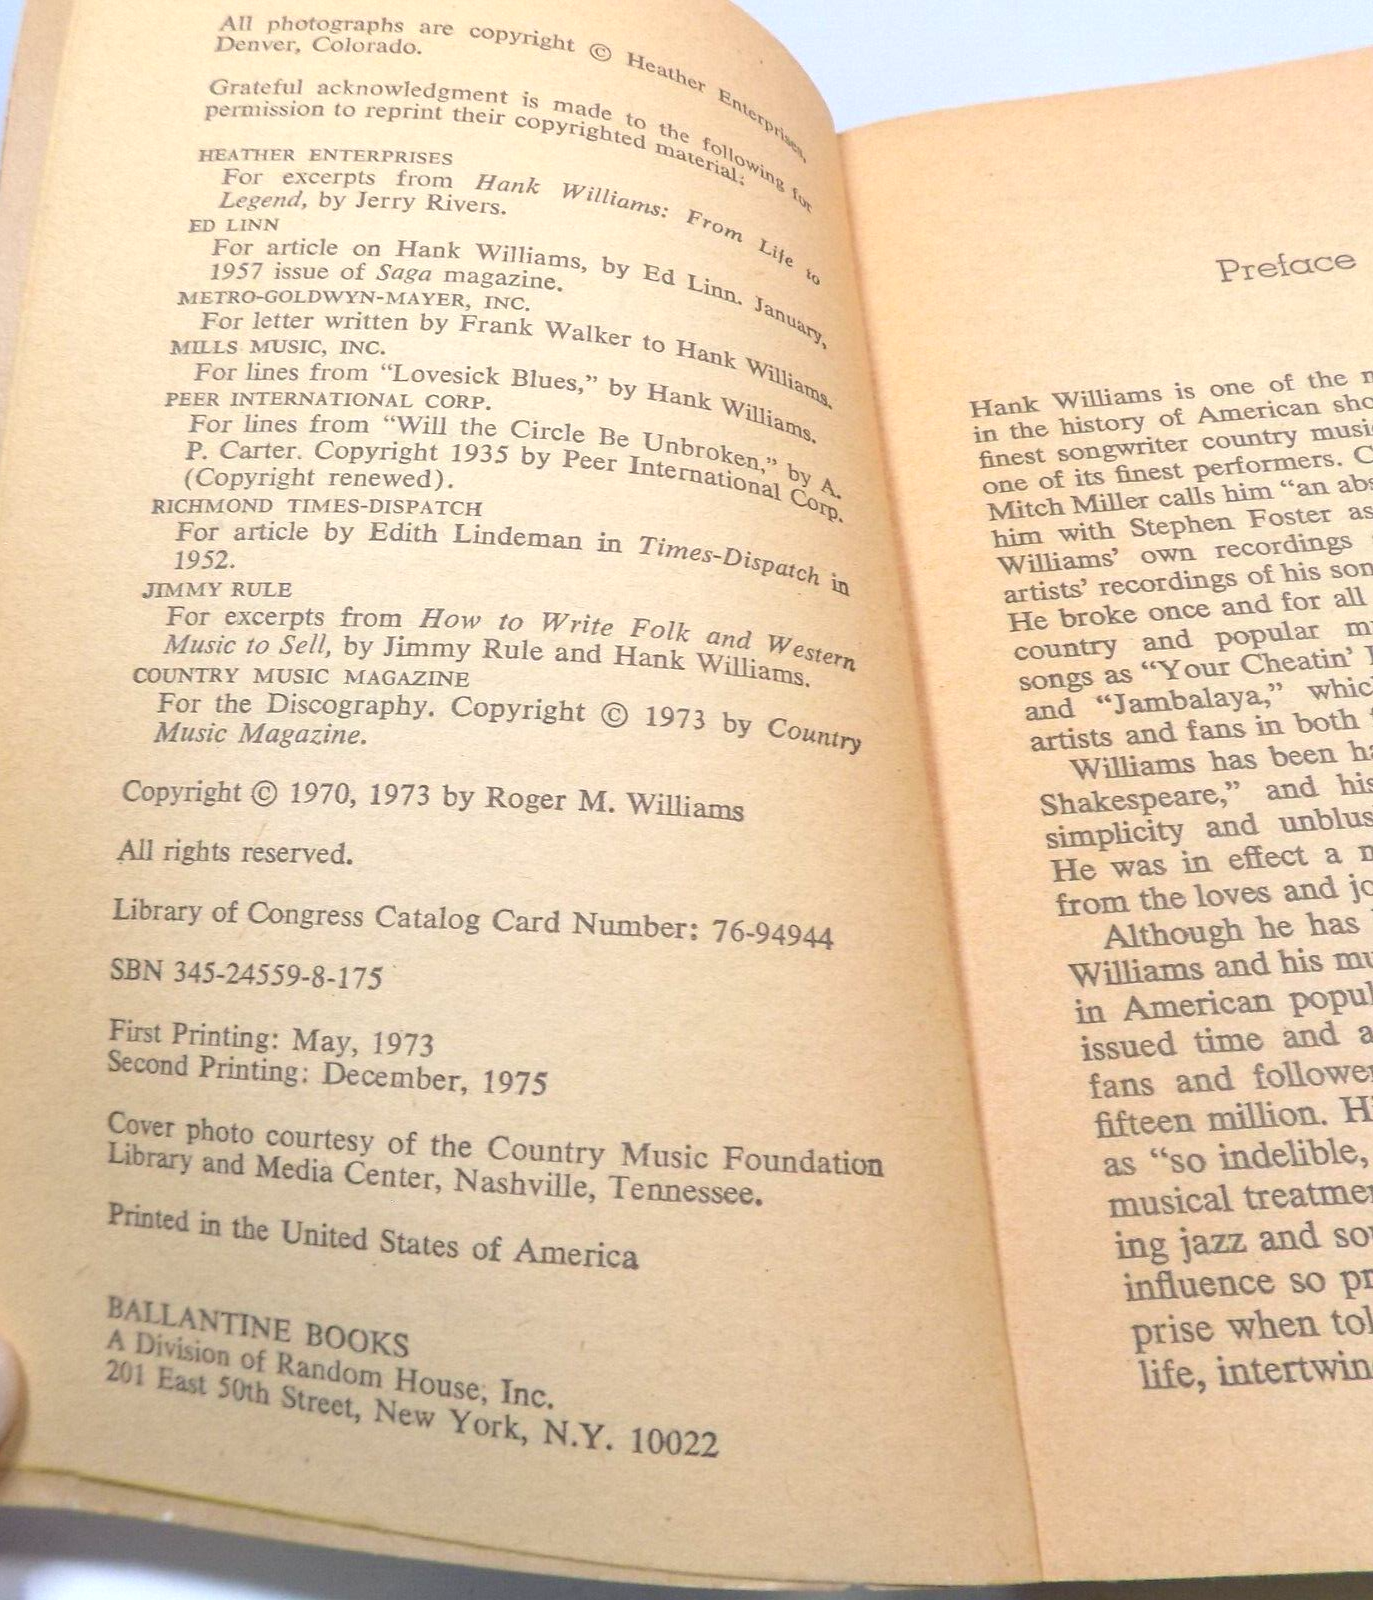 All photographs are copyright © Heather Enterprises,
Denver, Colorado.
Grateful acknowledgment is made to the following for
permission to reprint their copyrighted material:
HEATHER ENTERPRISES
For excerpts from Hank Williams: From Life to
Legend, by Jerry Rivers.
ED LINN
For article on Hank Williams, by Ed Linn. January,
1957 issue of Saga magazine.
METRO-GOLDWYN-MAYER, INC.
For letter written by Frank Walker to Hank Williams.
MILLS MUSIC, INC.
For lines from “Lovesick Blues,” by Hank Williams.
PEER INTERNATIONAL CORP.
For lines from “Will the Circle Be Unbroken,” by A.
P. Carter. Copyright 1935 by Peer International Corp.
(Copyright renewed).
RICHMOND TIMES-DISPATCH
For article by Edith Lindeman in Times-Dispatch in
1952.
JIMMY RULE
For excerpts from How to Write Folk and Western
Music to Sell, by Jimmy Rule and Hank Williams.
COUNTRY MUSIC MAGAZINE
For the Discography. Copyright © 1973 by Country
Music Magazine.
Copyright © 1970, 1973 by Roger M. Williams
All rights reserved.
Library of Congress Catalog Card Number: 76-94944
SBN 345-24559-8-175
First Printing: May, 1973
Second Printing: December, 1975
Cover photo courtesy of the Country Music Foundation
Library and Media Center, Nashville, Tennessee.
Printed in the United States of America
BALLANTINE BOOKS
A Division of Random House, Inc.
201 East 50th Street, New York, N.Y. 10022
Preface
Hank Williams is one of the
in the history of American sho
finest songwriter country musi
one of its finest performers. C
Mitch Miller calls him “an abs
him with Stephen Foster as
Williams’ own recordings
artists’ recordings of his son
He broke once and for all
country and popular mu
songs as “Your Cheatin’
and “Jambalaya,” whic
artists and fans in both
Williams has been ha
Shakespeare,” and his
simplicity and unblus
He was in effect a
from the loves and jo
Although he has
Williams and his mu
in American popul
issued time and a
fans and followe
fifteen million. Hi
as “so indelible,
musical treatme
ing jazz and so
influence so pr
prise when tol
life, intertwin